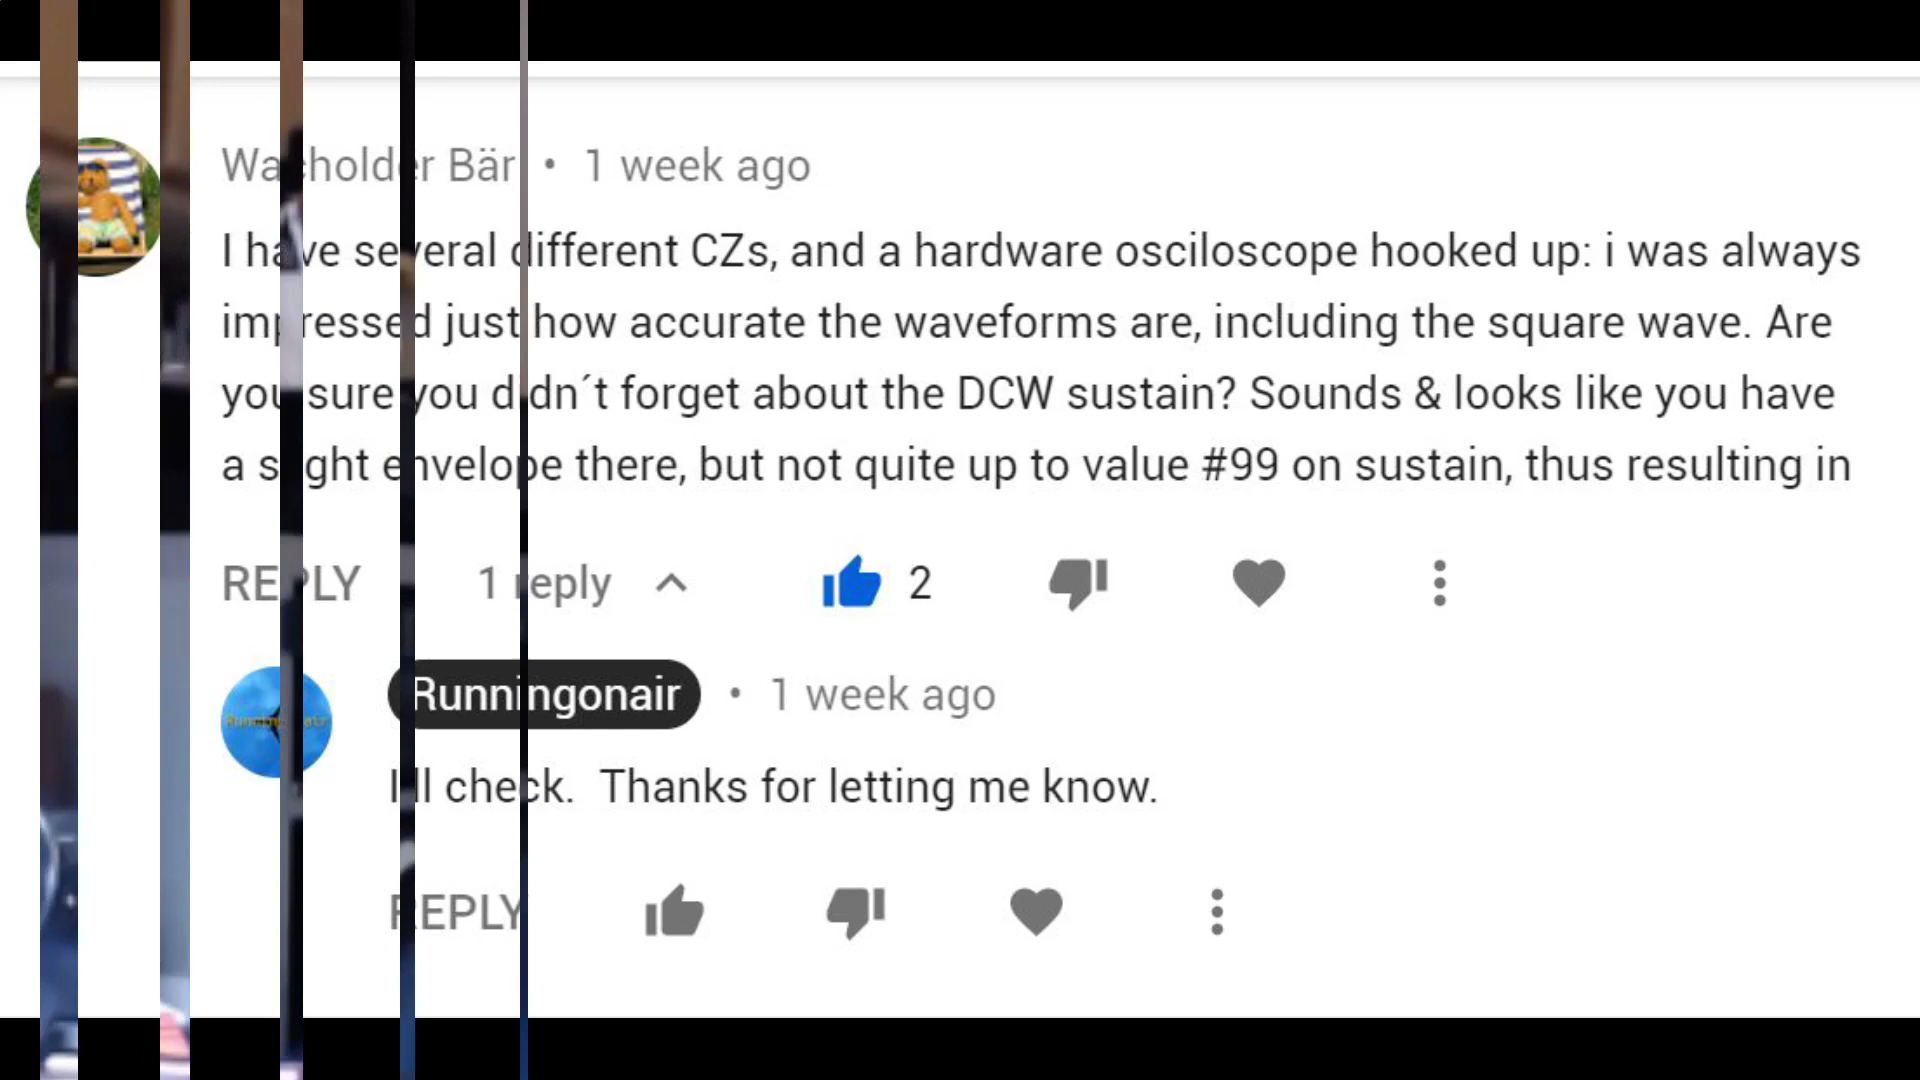 Wacholder Bär • 1 week ago
I have several different CZs, and a hardware osciloscope hooked up: i was always
impressed just how accurate the waveforms are, including the square wave. Are
you sure you didn´t forget about the DCW sustain? Sounds & looks like you have
a slight envelope there, but not quite up to value #99 on sustain, thus resulting in
REPLY 1 reply 2
Runningonair • 1 week ago
I'll check. Thanks for letting me know.
REPLY